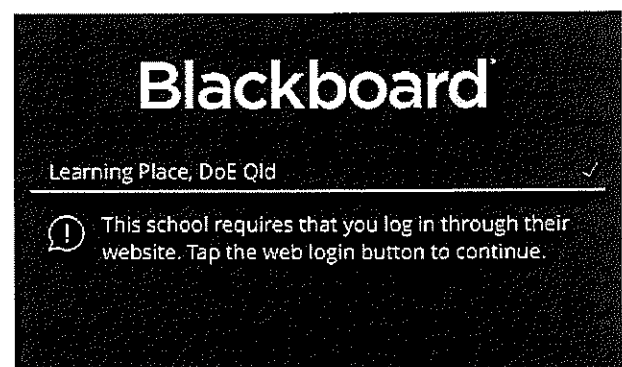 Blackboard
Learning Place, DoE Qld
This school requires that you log in through their
website. Tap the web login button to continue.